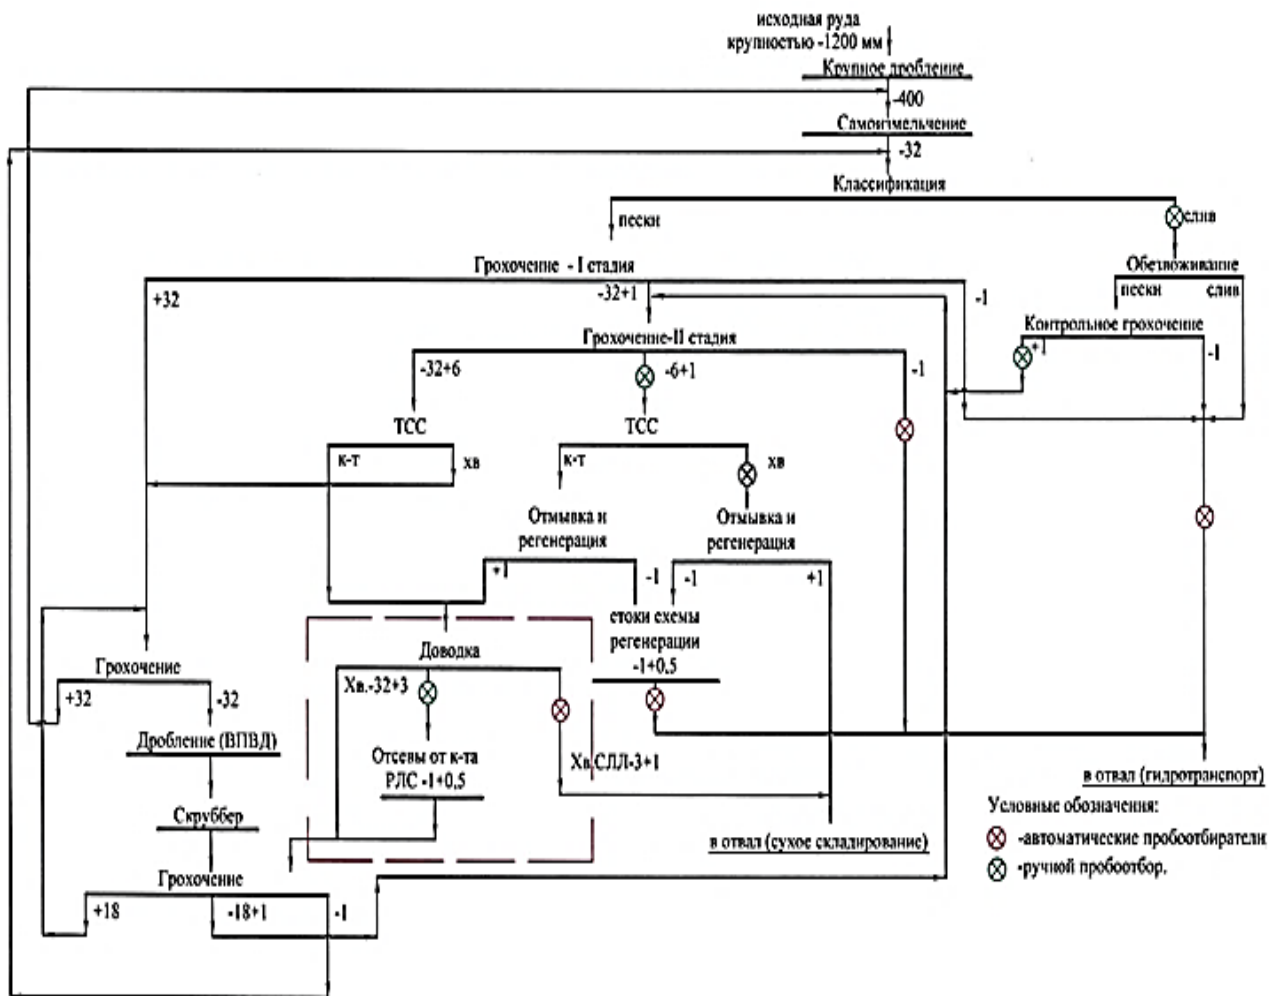 исходная руда
крупностью -1200 мм
Крупное дробление
-400
Самоизмельчение
-32
Классификация
пески
слив
Грохочение - I стадия
Обезвоживание
+32
-32+1
-1
пески
слив
Контрольное грохочение
+1
-1
Грохочение-II стадия
-32+6
-6+1
-1
ТСС
ТСС
к-т
хв
к-т
хв
Отмывка и
регенерация
Отмывка и
регенерация
+1
-1
-1
+1
стоки схемы
регенерации
-1+0,5
Доводка
Хв.-32+3
Грохочение
+32
-32
Дробление (ВПВД)
Отсевы от к-та
РЛС -1+0,5
Хв.СЛЛ-3+1
в отвал (гидротранспорт)
Скруббер
в отвал (сухое складирование)
Условные обозначения:
-автоматические пробоотбиратели
-ручной пробоотбор.
Грохочение
+18
-18+1
-1